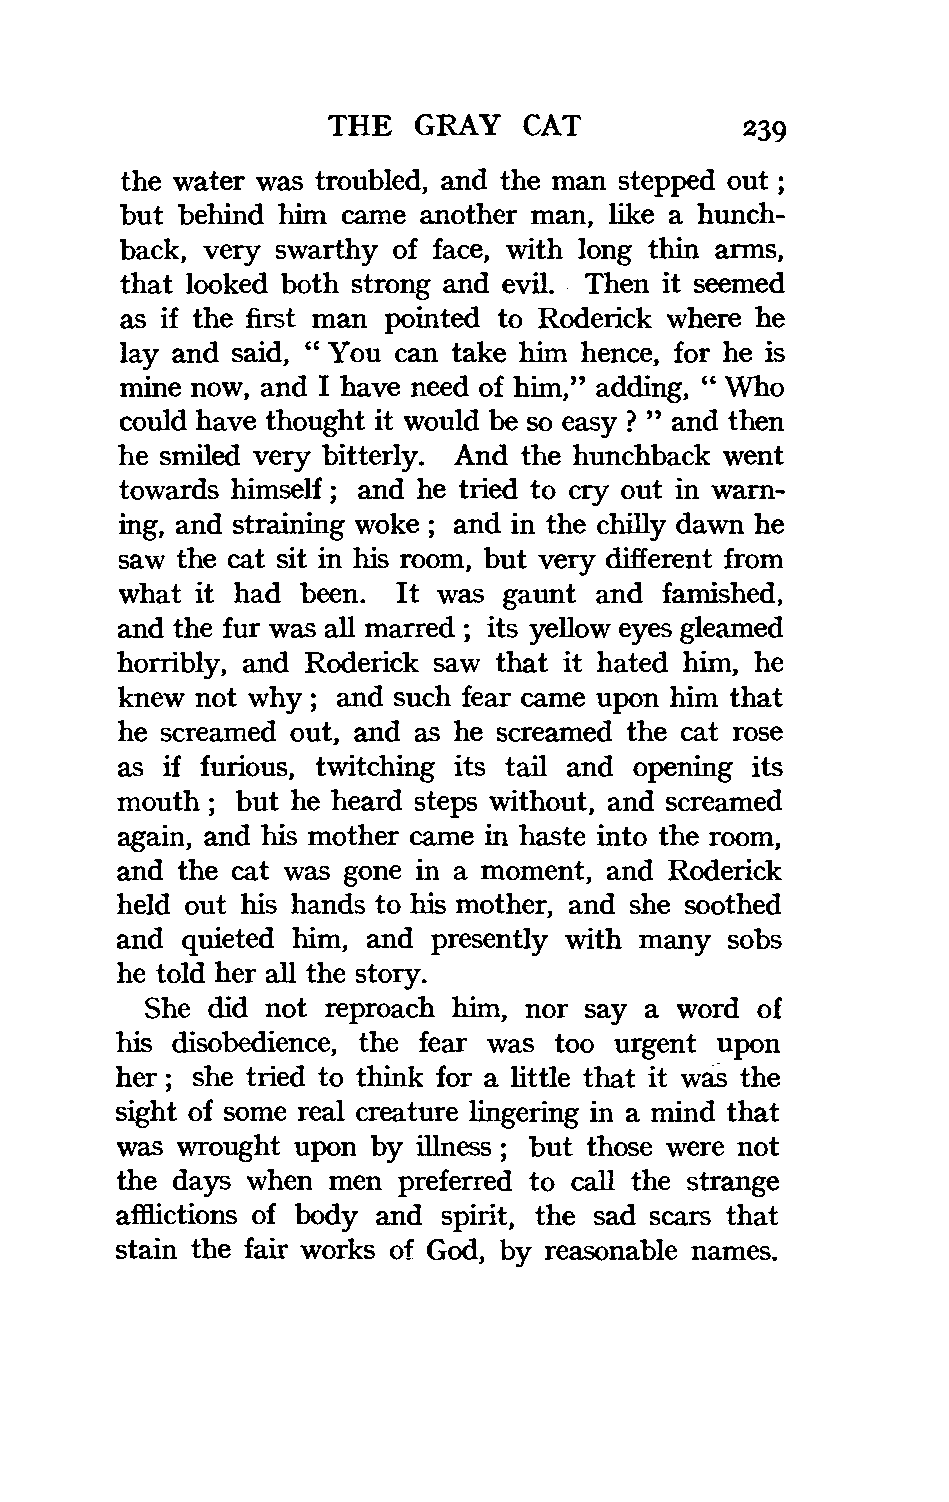 THE GRAY CAT 239
the water was troubled, and the man stepped out ;
but behind him came another man, like a hunch-
back, very swarthy of face, with long thin arms,
that looked both strong and evil. Then it seemed
as if the first man pointed to Roderick where he
lay and said, “ You can take him hence, for he is
mine now, and I have need of him,” adding, “ Who
could have thought it would be so easy ? ” and then
he smiled very bitterly. And the hunchback went
towards himself ; and he tried to cry out in warn-
ing, and straining woke ; and in the chilly dawn he
saw the cat sit in his room, but very different from
what it had been. It was gaunt and famished,
and the fur was all marred ; its yellow eyes gleamed
horribly, and Roderick saw that it hated him, he
knew not why ; and such fear came upon him that
he screamed out, and as he screamed the cat rose
as if furious, twitching its tail and opening its
mouth ; but he heard steps without, and screamed
again, and his mother came in haste into the room,
and the cat was gone in a moment, and Roderick
held out his hands to his mother, and she soothed
and quieted him, and presently with many sobs
he told her all the story.
She did not reproach him, nor say a word of
his disobedience, the fear was too urgent upon
her ; she tried to think for a little that it was the
sight of some real creature lingering in a mind that
was wrought upon by illness ; but those were not
the days when men preferred to call the strange
afflictions of body and spirit, the sad scars that
stain the fair works of God, by reasonable names.